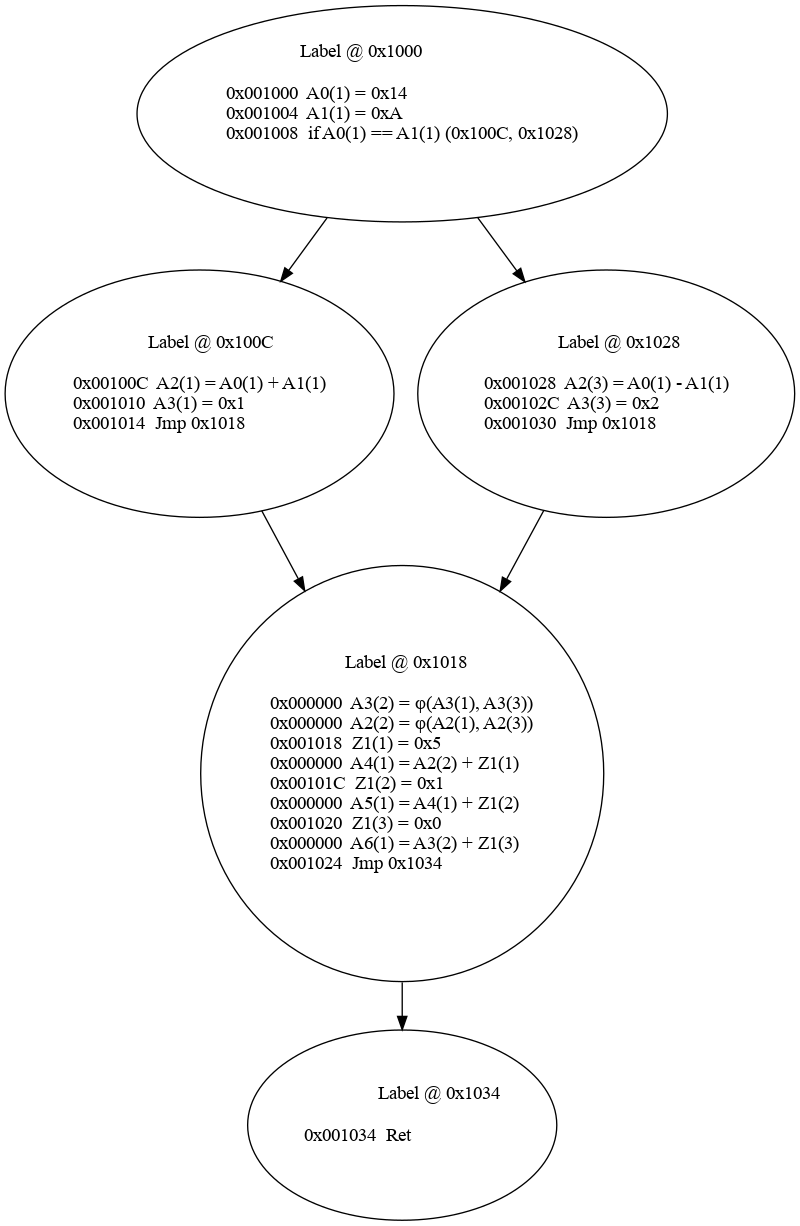 Label @ 0x1000
0x001000 A0(1) = 0x14
0x001004 A1(1) = 0xA
0x001008 if A0(1) == A1(1) (0x100C, 0x1028)
Label @ 0x100C
0x00100C A2(1) = A0(1) + A1(1)
0x001010 A3(1) = 0x1
0x001014 Jmp 0x1018
Label @ 0x1028
0x001028 A2(3) = A0(1) - A1(1)
0x00102C A3(3) = 0x2
0x001030 Jmp 0x1018
Label @ 0x1018
0x000000 A3(2) = φ(A3(1), A3(3))
0x000000 A2(2) = φ(A2(1), A2(3))
0x001018 Z1(1) = 0x5
0x000000 A4(1) = A2(2) + Z1(1)
0x00101C Z1(2) = 0x1
0x000000 A5(1) = A4(1) + Z1(2)
0x001020 Z1(3) = 0x0
0x000000 A6(1) = A3(2) + Z1(3)
0x001024 Jmp 0x1034
Label @ 0x1034
0x001034 Ret